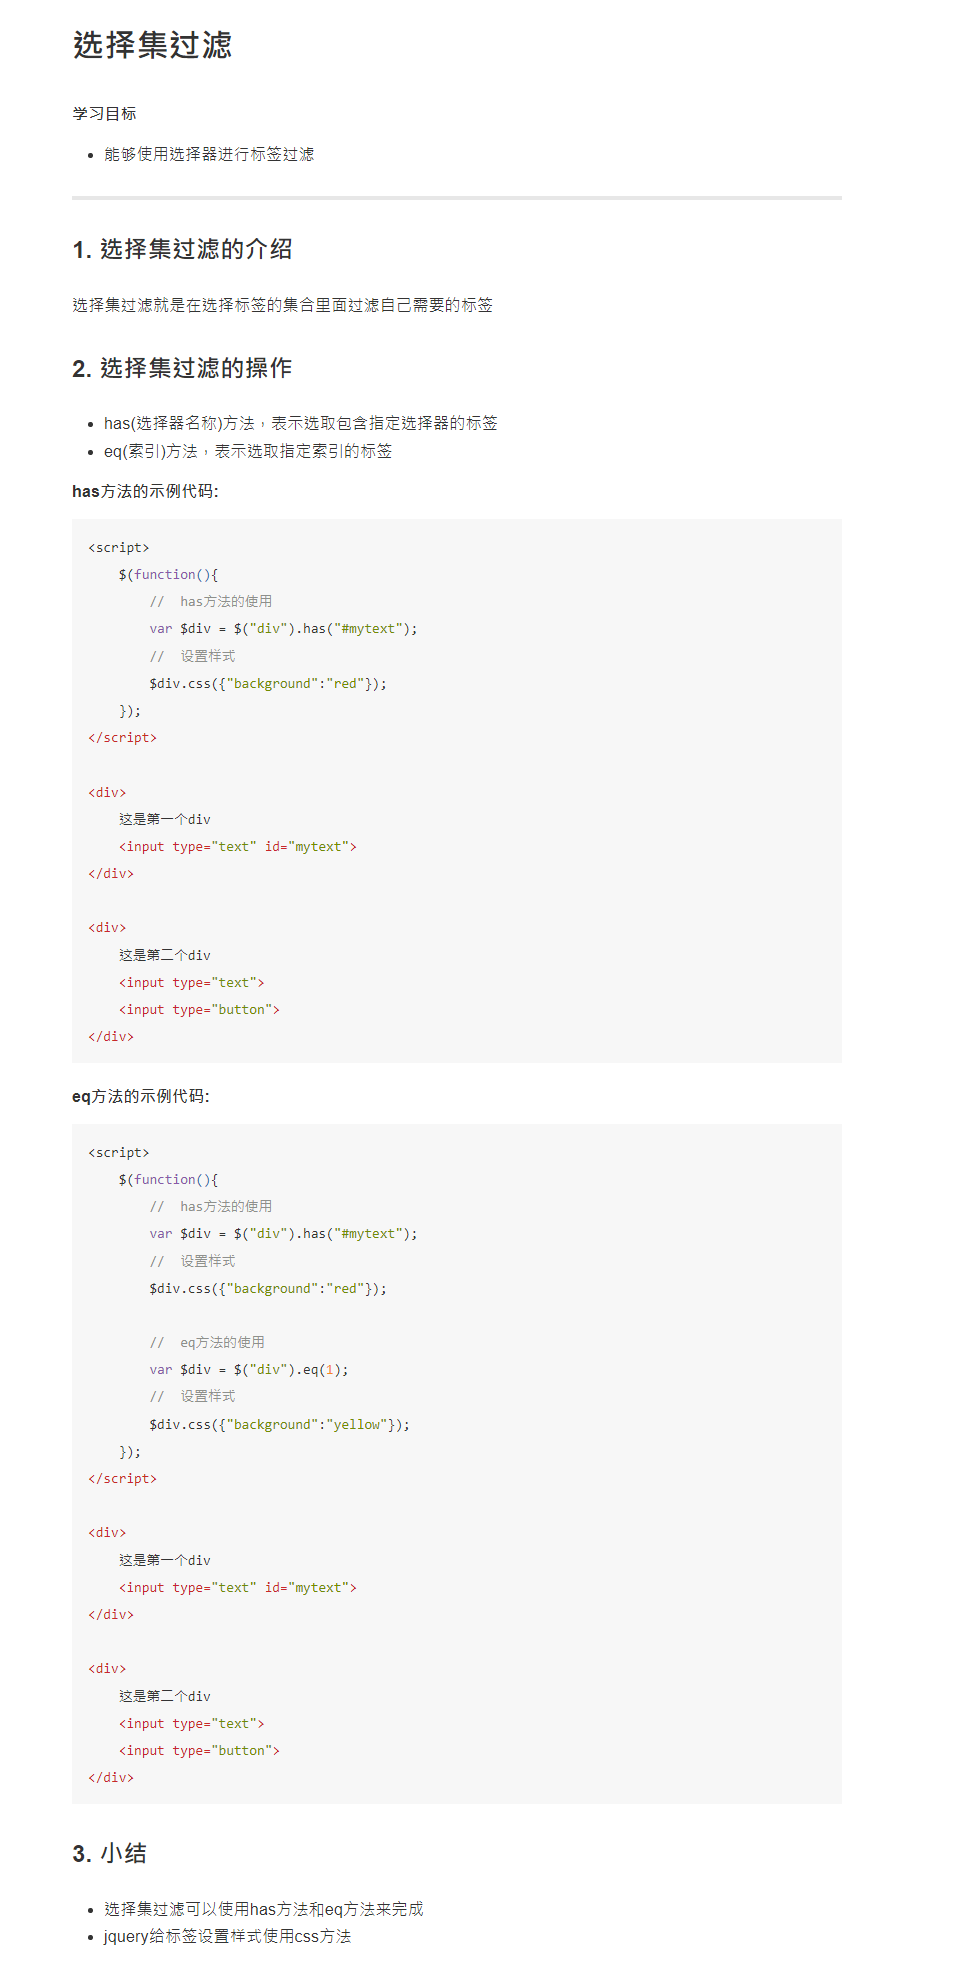 选择集过滤
学习目标
• 能够使用选择器进行标签过滤
1. 选择集过滤的介绍
选择集过滤就是在选择标签的集合里面过滤自己需要的标签
2. 选择集过滤的操作
• has(选择器名称)方法，表示选取包含指定选择器的标签
• eq(索引)方法，表示选取指定索引的标签
has方法的示例代码:
<script>
    $(function(){
        //  has方法的使用
        var $div = $("div").has("#mytext");
        //  设置样式
        $div.css({"background":"red"});
    });
</script>

<div>
    这是第一个div
    <input type="text" id="mytext">
</div>

<div>
    这是第二个div
    <input type="text">
    <input type="button">
</div>
eq方法的示例代码:
<script>
    $(function(){
        //  has方法的使用
        var $div = $("div").has("#mytext");
        //  设置样式
        $div.css({"background":"red"});

        //  eq方法的使用
        var $div = $("div").eq(1);
        //  设置样式
        $div.css({"background":"yellow"});
    });
</script>

<div>
    这是第一个div
    <input type="text" id="mytext">
</div>

<div>
    这是第二个div
    <input type="text">
    <input type="button">
</div>
3. 小结
• 选择集过滤可以使用has方法和eq方法来完成
• jquery给标签设置样式使用css方法